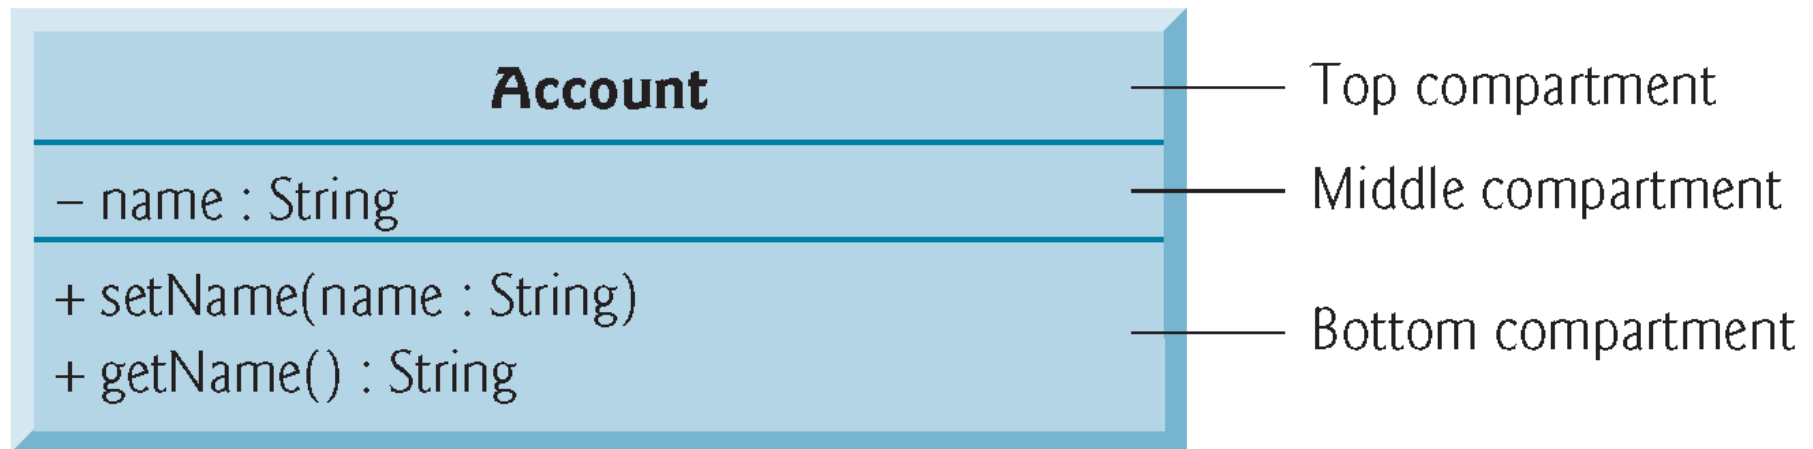 Account
Top compartment
– name : String
Middle compartment
+ setName(name : String)
+ getName() : String
Bottom compartment